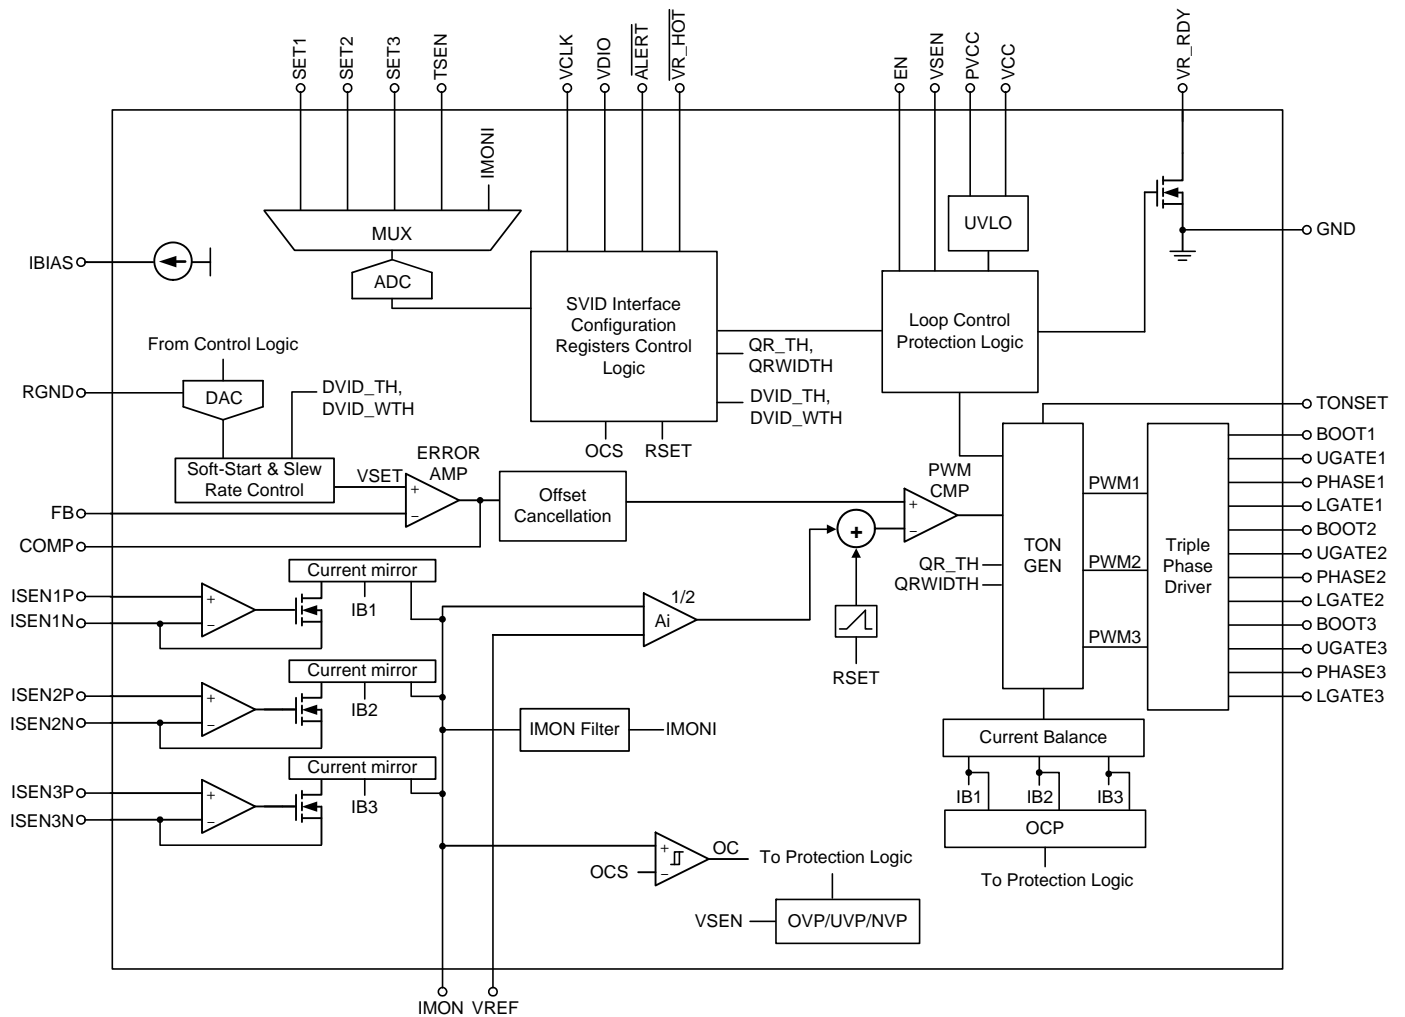 SET1
SET2
SET3
TSEN
VCLK
VDIO
ALERT
VR_HOT
EN
VSEN
PVCC
VCC
VR_RDY
IMONI
MUX
UVLO
GND
IBIAS
ADC
SVID Interface
Configuration
Registers Control
Logic
Loop Control
Protection Logic
From Control Logic
QR_TH,
QRWIDTH
RGND
DAC
DVID_TH,
DVID_WTH
DVID_TH,
DVID_WTH
TONSET
BOOT1
OCS
RSET
ERROR
AMP
UGATE1
Soft-Start & Slew
Rate Control
VSET
+
−
PWM
CMP
PWM1
PHASE1
Offset
Cancellation
+
−
LGATE1
FB
BOOT2
+
COMP
TON
GEN
Triple
Phase
Driver
UGATE2
Current mirror
QR_TH
QRWIDTH
PWM2
PHASE2
ISEN1P
ISEN1N
+
−
IB1
1/2
Ai
LGATE2
BOOT3
PWM3
UGATE3
Current mirror
RSET
PHASE3
ISEN2P
ISEN2N
+
−
IB2
LGATE3
IMON Filter
IMONI
Current Balance
Current mirror
ISEN3P
ISEN3N
+
−
IB3
IB1
IB2
IB3
OCP
+
−
OCS
OC
To Protection Logic
To Protection Logic
VSEN
OVP/UVP/NVP
IMON
VREF